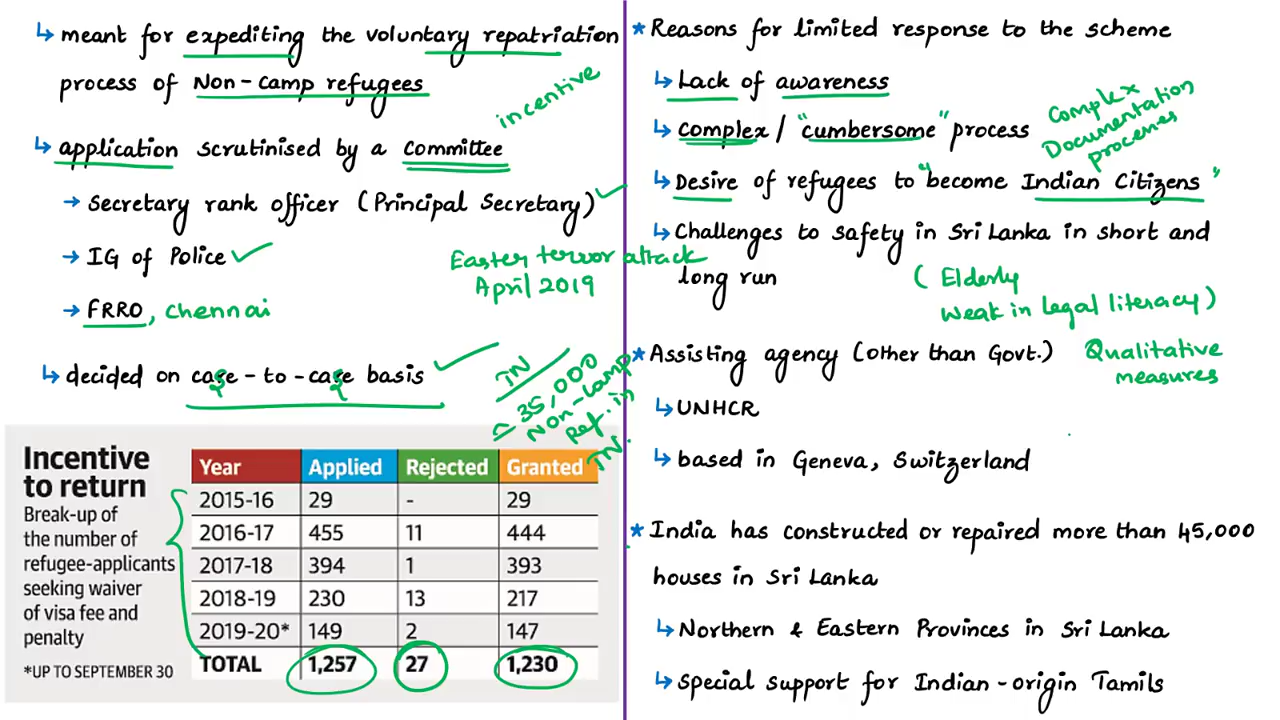 ↳ meant for expediting the voluntary repatriation
process of Non-camp refugees
incentive
↳ application scrutinised by a committee
→ Secretary rank officer (Principal Secretary)
→ IG of Police
→ FRRO, Chennai
Easter terror attack
April 2019
↳ decided on case-to-case basis
TN
≃ 35,000
Non-camp
Ref. in
TN.
Incentive
to return
Break-up of
the number of
refugee-applicants
seeking waiver
of visa fee and
penalty
*UP TO SEPTEMBER 30
Year Applied Rejected Granted
2015-16 29 - 29
2016-17 455 11 444
2017-18 394 1 393
2018-19 230 13 217
2019-20* 149 2 147
TOTAL 1,257 27 1,230
* Reasons for limited response to the scheme
↳ Lack of awareness
↳ complex / "cumbersome" process
Complex
Documentation
processes
↳ Desire of refugees to "become Indian Citizens"
↳ Challenges to safety in Sri Lanka in short and
long run
( Elderly
Weak in legal literacy )
* Assisting agency (other than Govt.)
Qualitative
measures
↳ UNHCR
↳ based in Geneva, Switzerland
* India has constructed or repaired more than 45,000
houses in Sri Lanka
↳ Northern & Eastern Provinces in Sri Lanka
↳ special support for Indian-origin Tamils